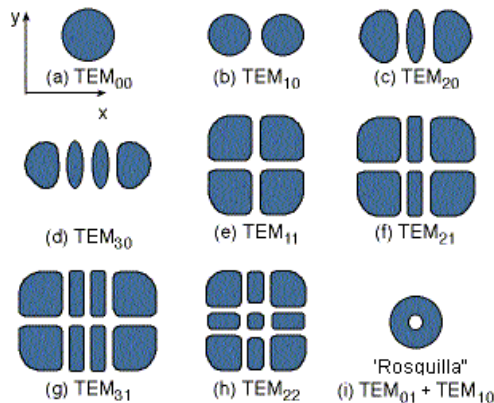 y
x
(a) TEM00
(b) TEM10
(c) TEM20
(d) TEM30
(e) TEM11
(f) TEM21
(g) TEM31
(h) TEM22
"Rosquilla"
(i) TEM01 + TEM10